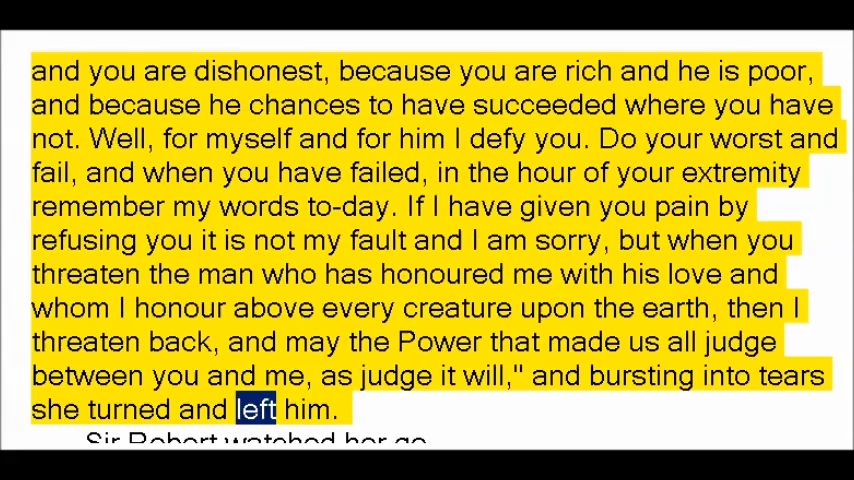 and you are dishonest, because you are rich and he is poor,
and because he chances to have succeeded where you have
not. Well, for myself and for him I defy you. Do your worst and
fail, and when you have failed, in the hour of your extremity
remember my words to-day. If I have given you pain by
refusing you it is not my fault and I am sorry, but when you
threaten the man who has honoured me with his love and
whom I honour above every creature upon the earth, then I
threaten back, and may the Power that made us all judge
between you and me, as judge it will," and bursting into tears
she turned and left him.
Sir Robert watched her go